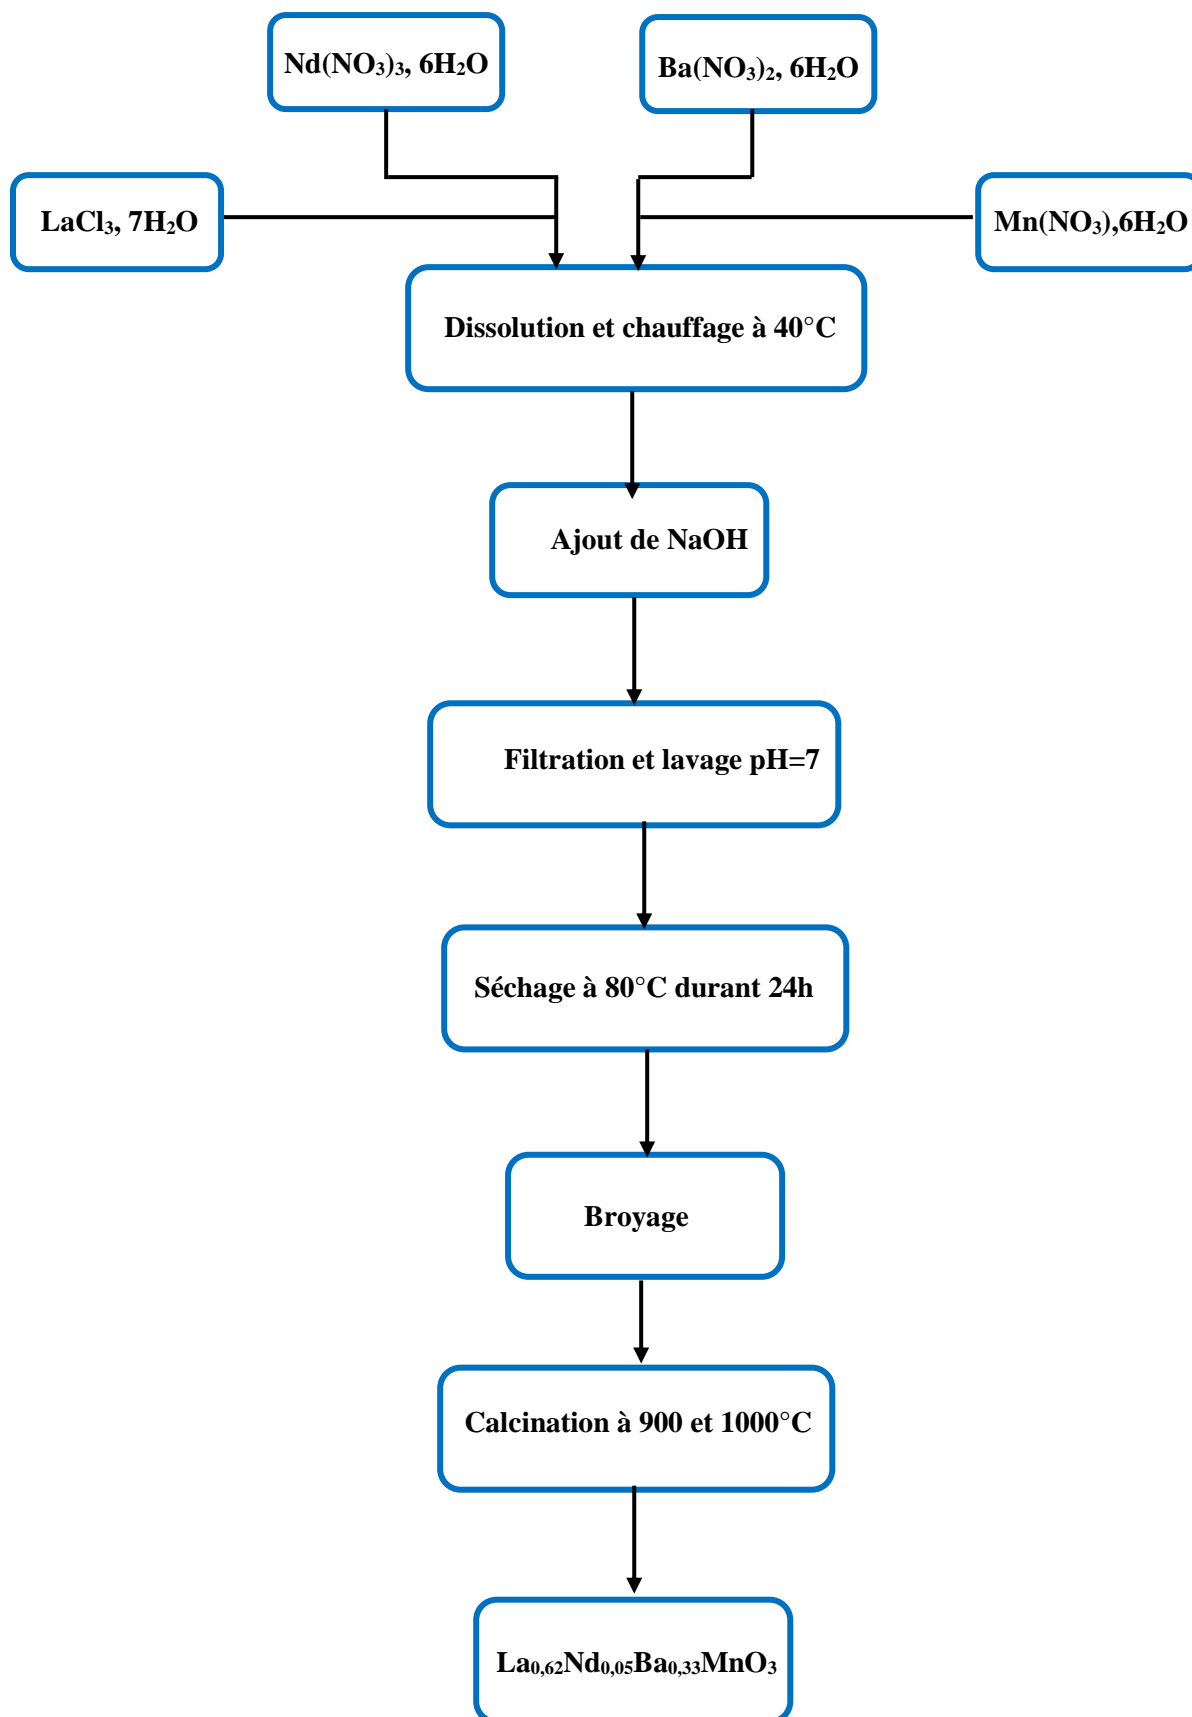 Nd(NO₃)₃, 6H₂O
Ba(NO₃)₂, 6H₂O
LaCl₃, 7H₂O
Mn(NO₃),6H₂O
Dissolution et chauffage à 40°C
Ajout de NaOH
Filtration et lavage pH=7
Séchage à 80°C durant 24h
Broyage
Calcination à 900 et 1000°C
La₀,₆₂Nd₀,₀₅Ba₀,₃₃MnO₃